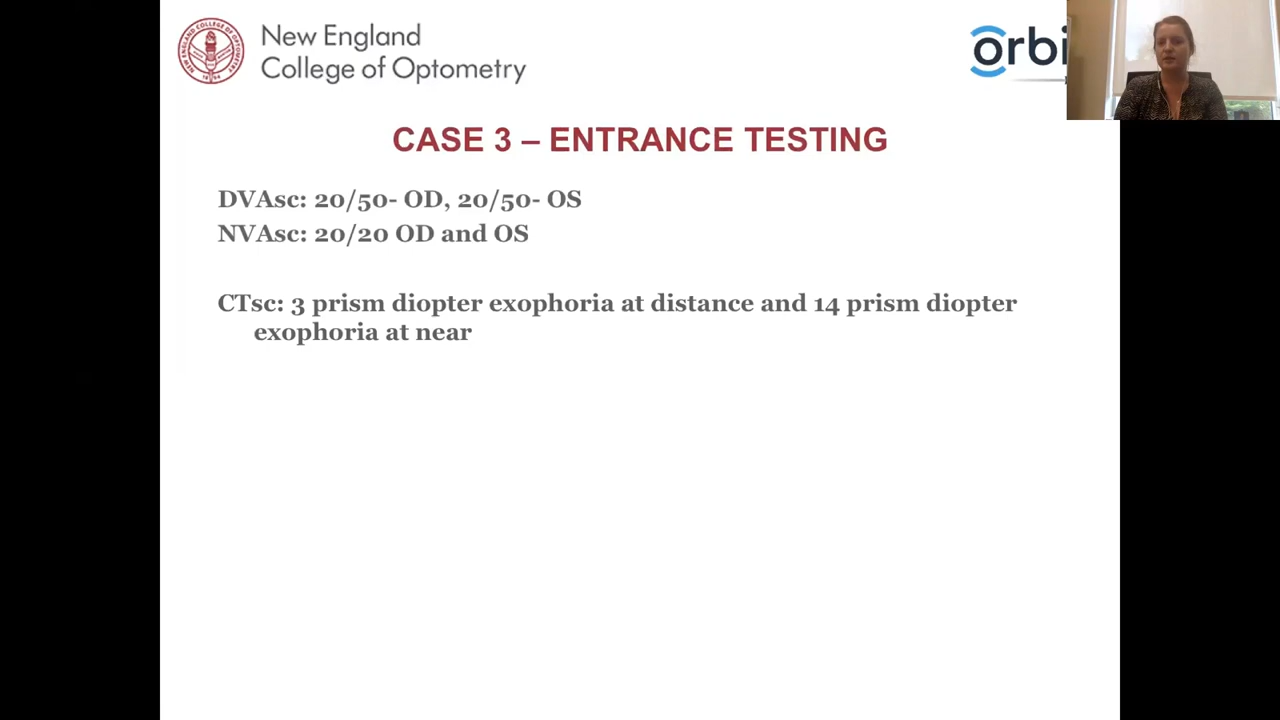 New England
College of Optometry
orbi
CASE 3 – ENTRANCE TESTING
DVAsc: 20/50- OD, 20/50- OS
NVAsc: 20/20 OD and OS
CTsc: 3 prism diopter exophoria at distance and 14 prism diopter
exophoria at near